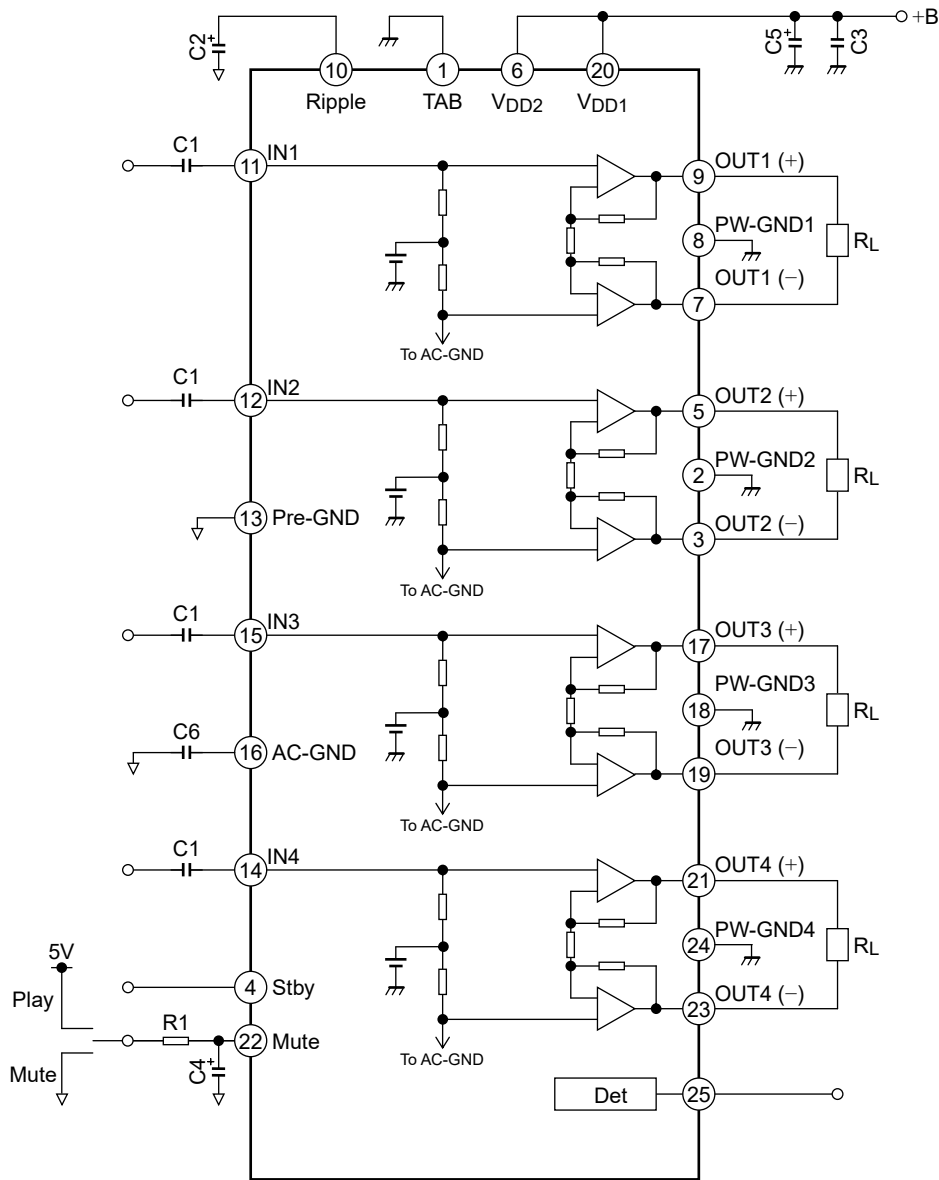 C2
+B
C5
C3
10
1
6
20
Ripple
TAB
VDD2
VDD1
C1
11
IN1
9
OUT1 (+)
8
PW-GND1
RL
OUT1 (−)
7
To AC-GND
C1
12
IN2
5
OUT2 (+)
2
PW-GND2
RL
13
Pre-GND
3
OUT2 (−)
To AC-GND
C1
15
IN3
17
OUT3 (+)
18
PW-GND3
RL
C6
16
AC-GND
19
OUT3 (−)
To AC-GND
C1
14
IN4
21
OUT4 (+)
24
PW-GND4
RL
5V
Play
4
Stby
23
OUT4 (−)
R1
22
Mute
Mute
C4
To AC-GND
Det
25